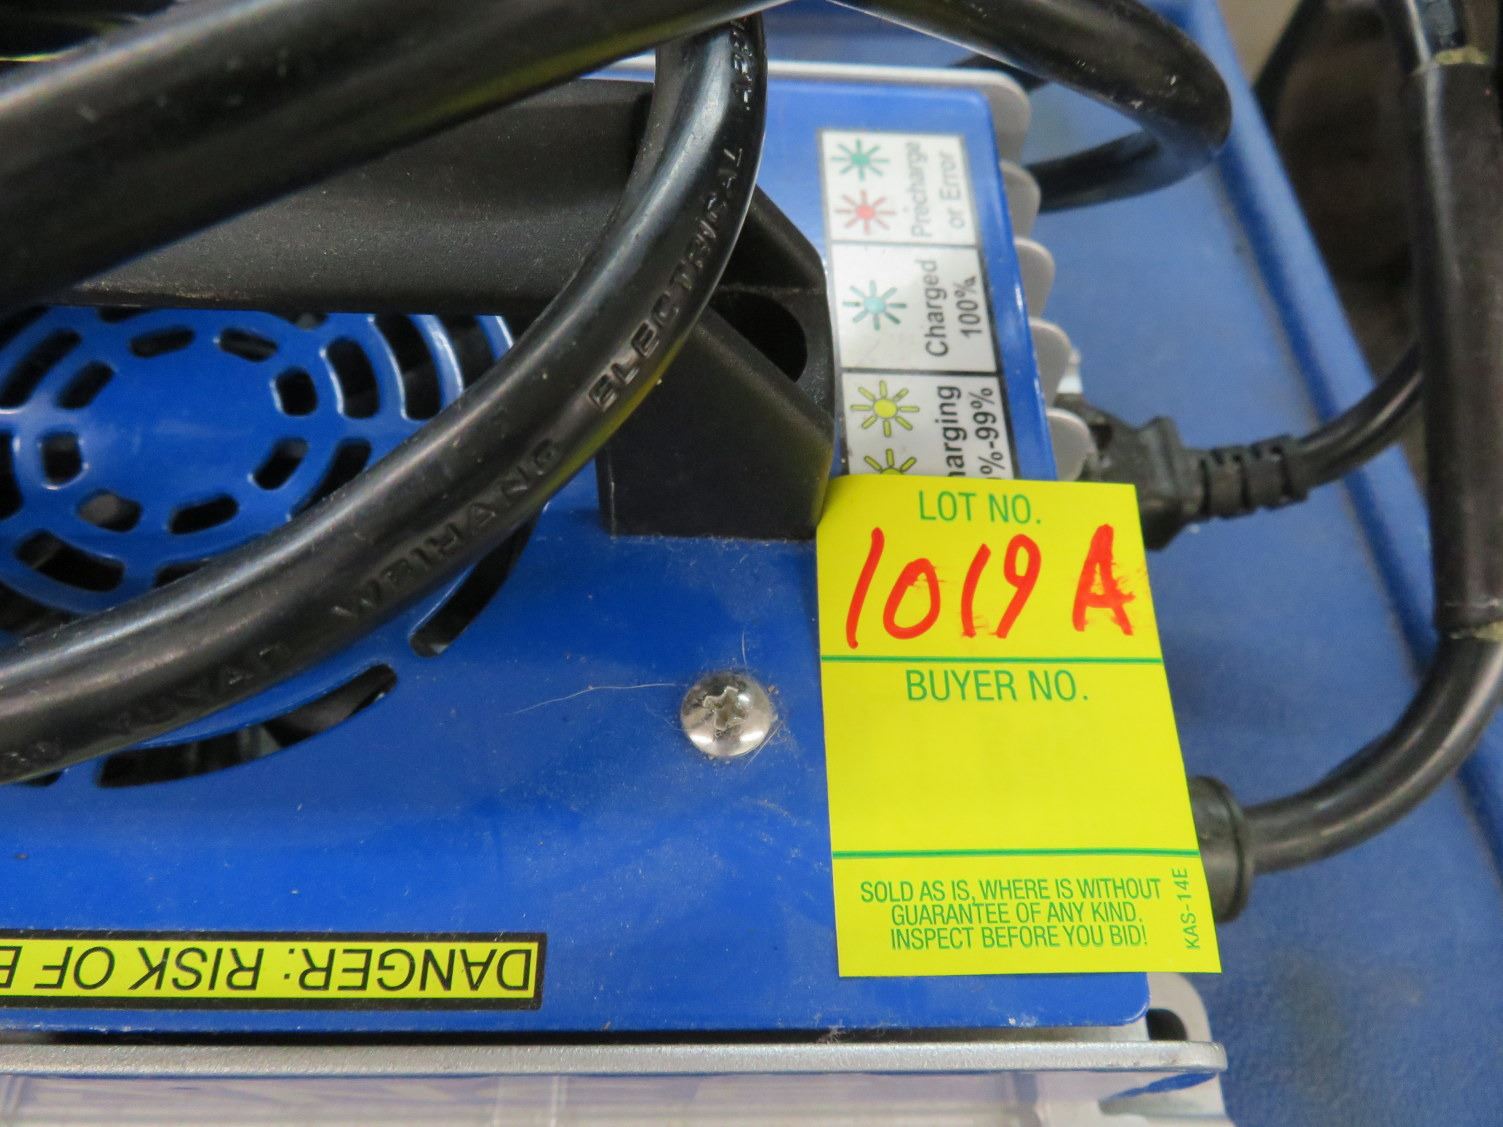 Precharge
or Error
Charged
100%
arging
%-99%
LOT NO.
1019 A
BUYER NO.
SOLD AS IS, WHERE IS WITHOUT
GUARANTEE OF ANY KIND.
INSPECT BEFORE YOU BID!
KAS-14E
DANGER: RISK OF
ELECTRICAL